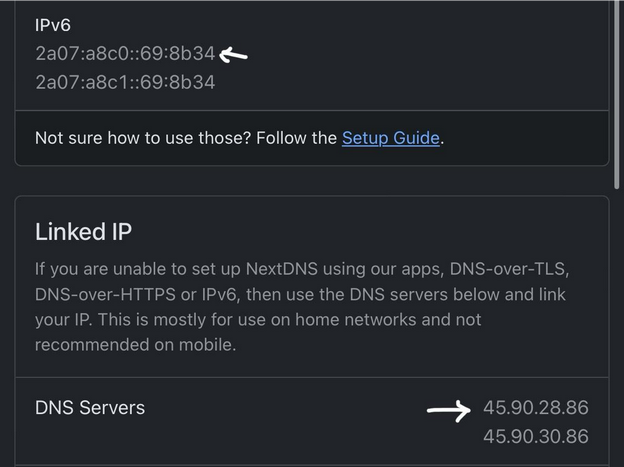 IPv6
2a07:a8c0::69:8b34
2a07:a8c1::69:8b34
Not sure how to use those? Follow the Setup Guide.
Linked IP
If you are unable to set up NextDNS using our apps, DNS-over-TLS,
DNS-over-HTTPS or IPv6, then use the DNS servers below and link
your IP. This is mostly for use on home networks and not
recommended on mobile.
DNS Servers
45.90.28.86
45.90.30.86